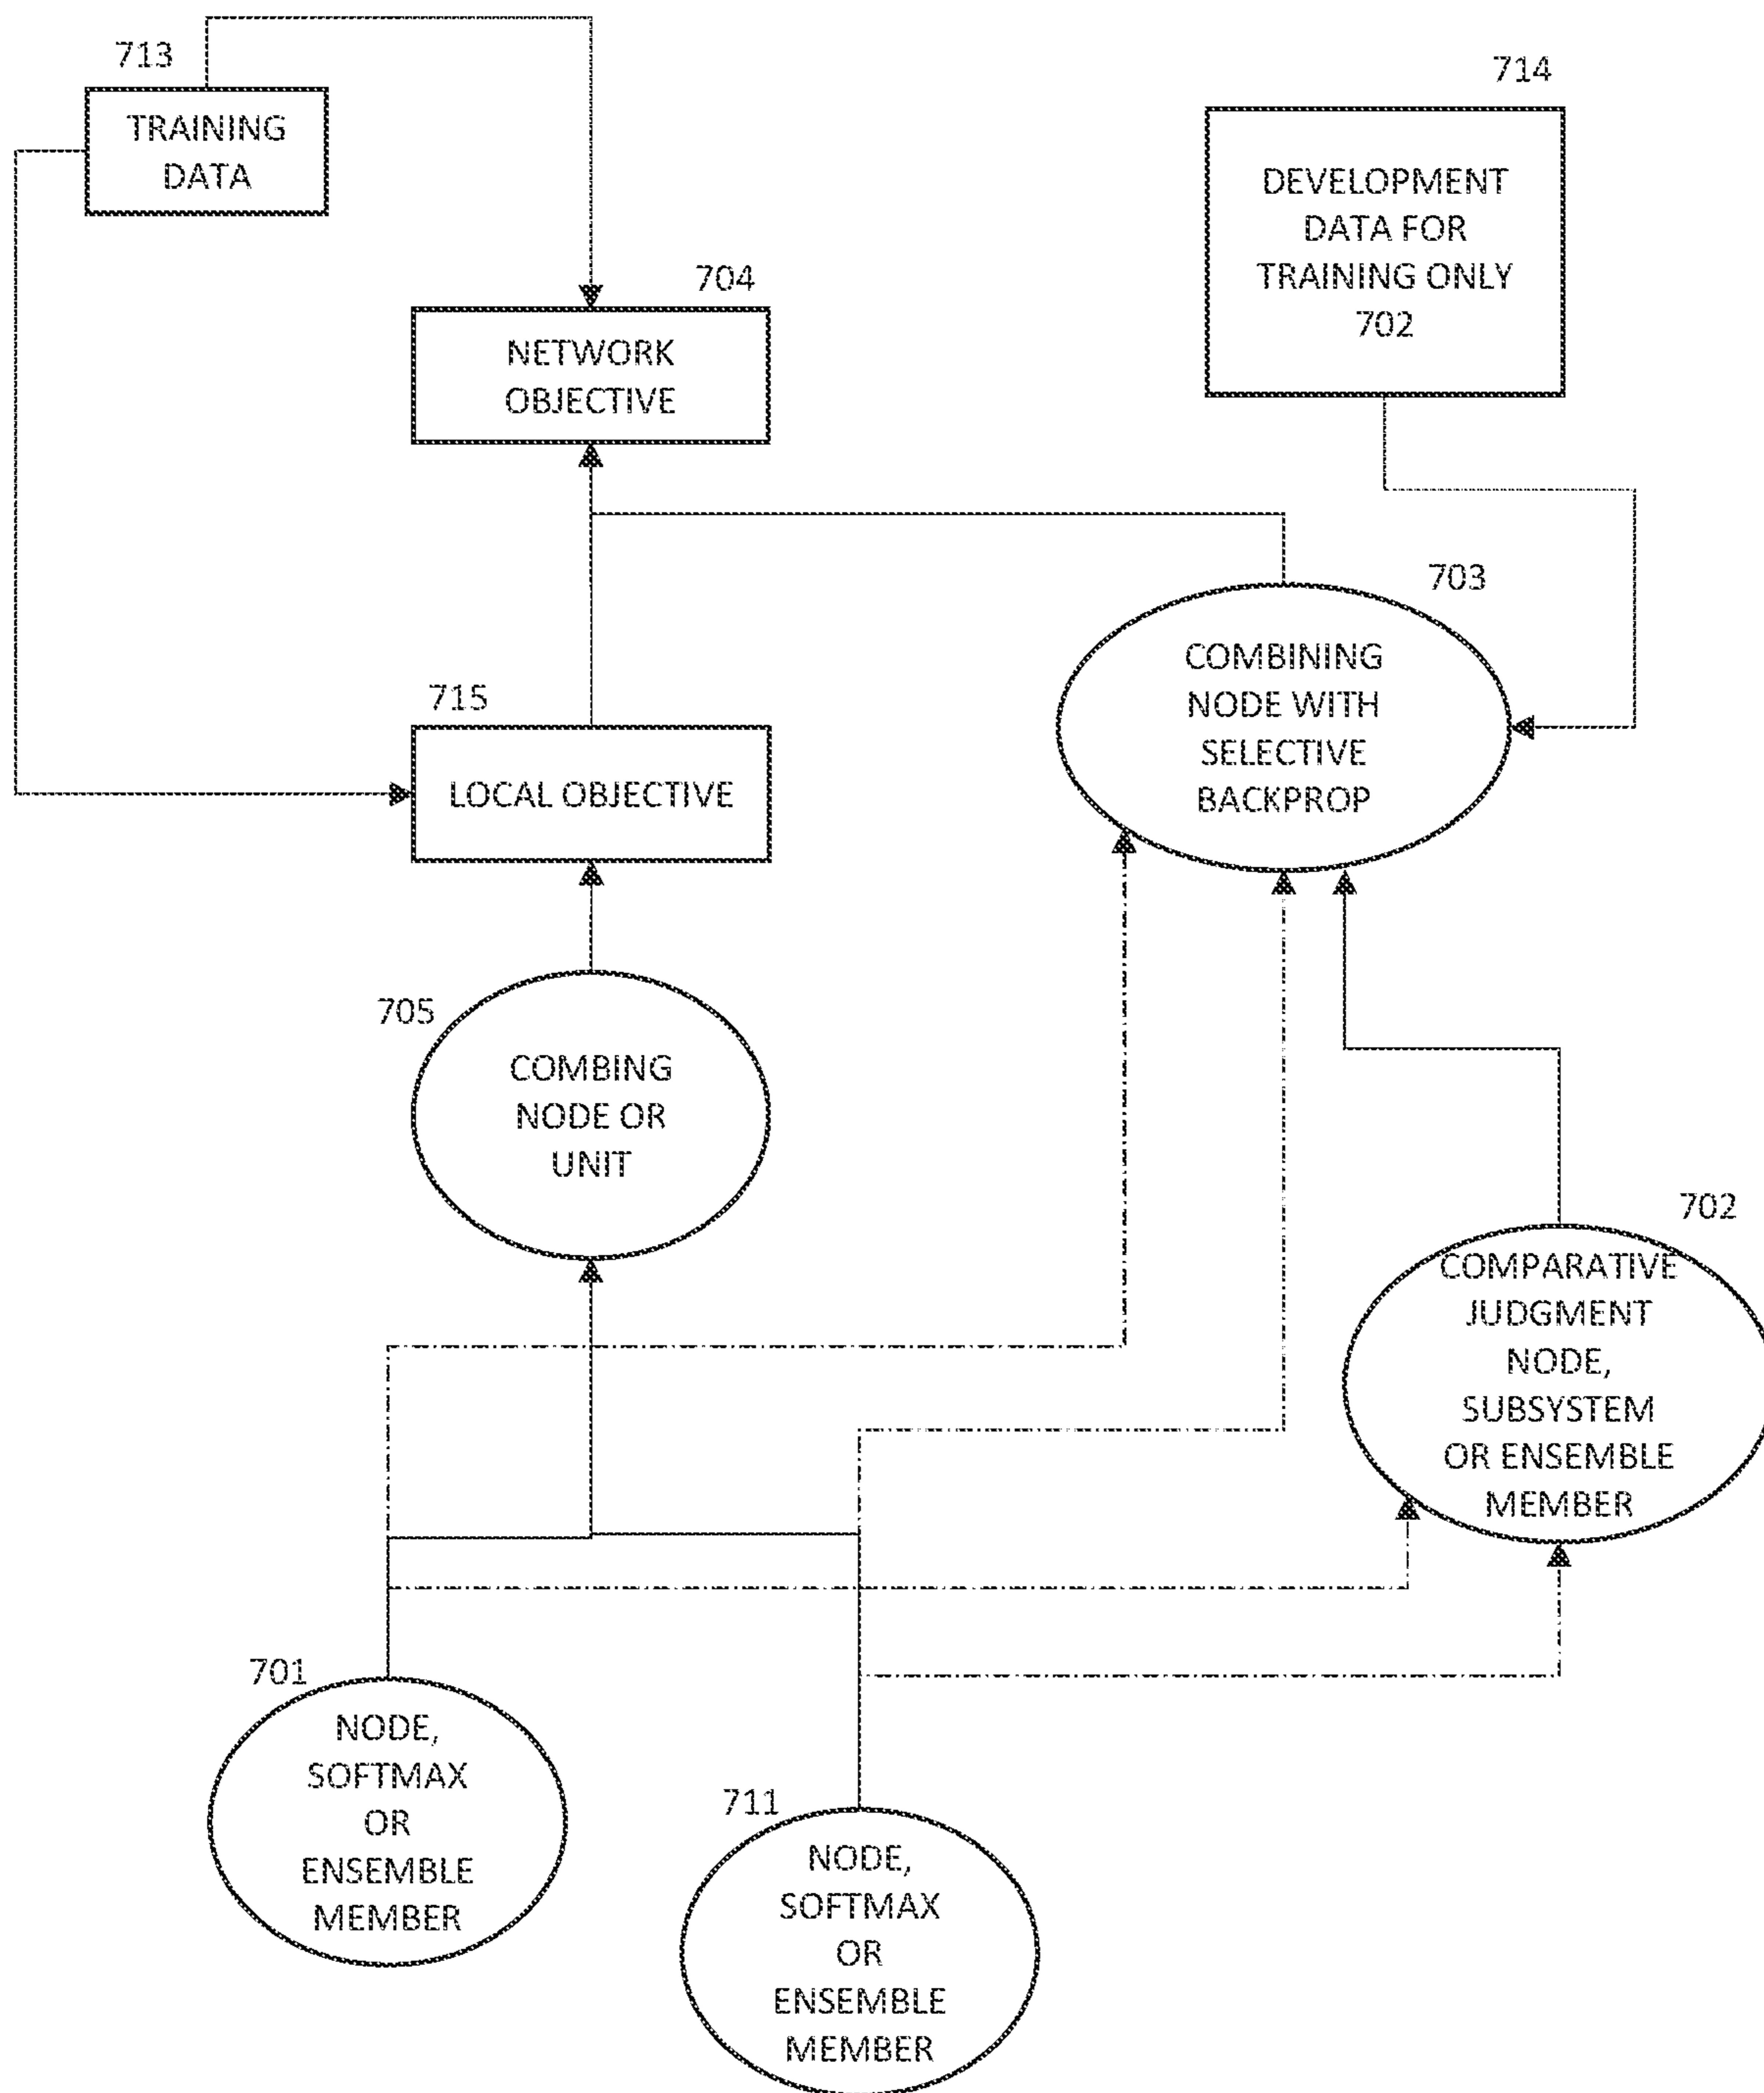 713
TRAINING
DATA
714
DEVELOPMENT
DATA FOR
TRAINING ONLY
702
704
NETWORK
OBJECTIVE
703
COMBINING
NODE WITH
SELECTIVE
BACKPROP
715
LOCAL OBJECTIVE
705
COMBING
NODE OR
UNIT
702
COMPARATIVE
JUDGMENT
NODE,
SUBSYSTEM
OR ENSEMBLE
MEMBER
701
NODE,
SOFTMAX
OR
ENSEMBLE
MEMBER
711
NODE,
SOFTMAX
OR
ENSEMBLE
MEMBER